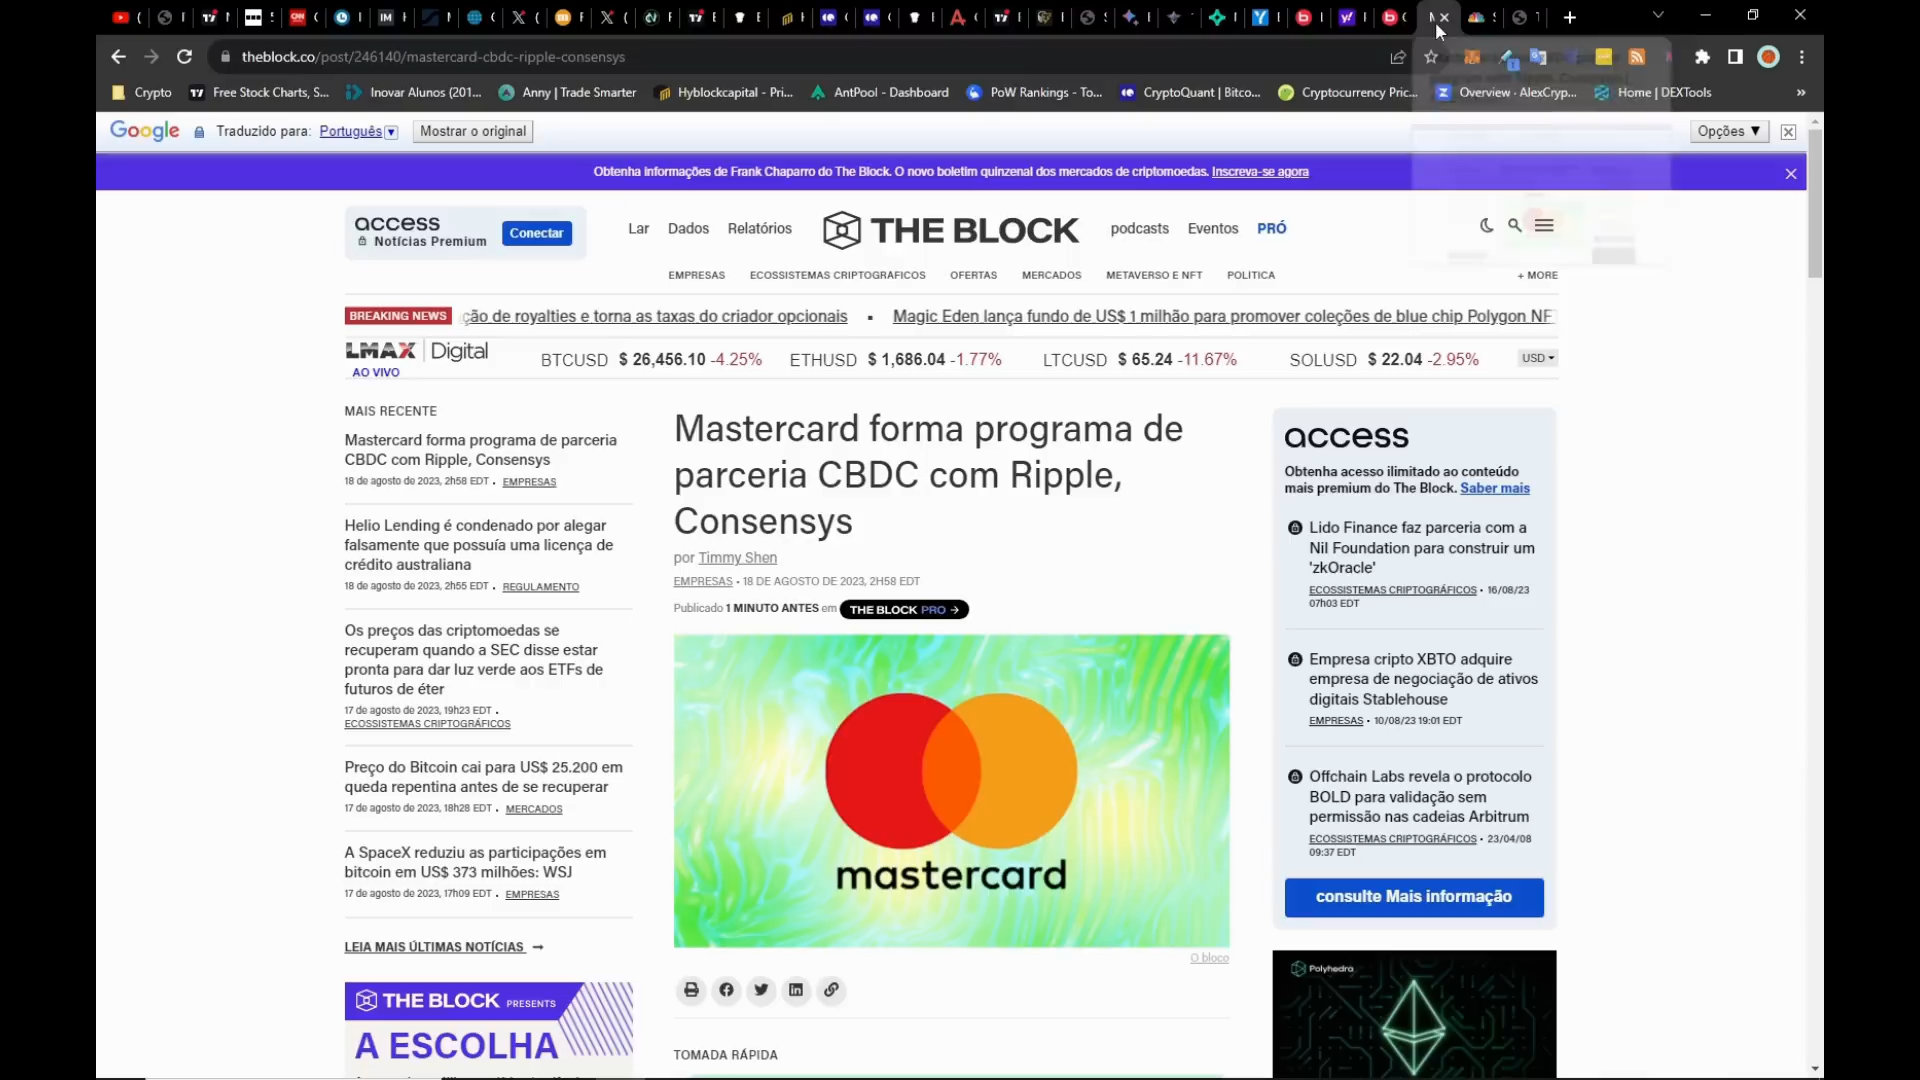 theblock.co/post/246140/mastercard-cbdc-ripple-consensys
Crypto
Free Stock Charts, S...
Inovar Alunos (201...
Anny | Trade Smarter
Hyblockcapital - Pri...
AntPool - Dashboard
PoW Rankings - To...
CryptoQuant | Bitco...
Cryptocurrency Pric...
Overview · AlexCryp...
Home | DEXTools
»
Google
Traduzido para: Português
Mostrar o original
Opções ▼
Obtenha informações de Frank Chaparro do The Block. O novo boletim quinzenal dos mercados de criptomoedas. Inscreva-se agora
access
Notícias Premium
Conectar
Lar
Dados
Relatórios
THE BLOCK
podcasts
Eventos
PRÓ
EMPRESAS
ECOSSISTEMAS CRIPTOGRAFICOS
OFERTAS
MERCADOS
METAVERSO E NFT
POLITICA
+ MORE
BREAKING NEWS
ção de royalties e torna as taxas do criador opcionais
▪ Magic Eden lança fundo de US$ 1 milhão para promover coleções de blue chip Polygon NF
LMAX Digital
AO VIVO
BTCUSD $ 26,456.10 -4.25%
ETHUSD $ 1,686.04 -1.77%
LTCUSD $ 65.24 -11.67%
SOLUSD $ 22.04 -2.95%
USD
MAIS RECENTE
Mastercard forma programa de parceria
CBDC com Ripple, Consensys
18 de agosto de 2023, 2h58 EDT • EMPRESAS
Helio Lending é condenado por alegar
falsamente que possuía uma licença de
crédito australiana
18 de agosto de 2023, 2h55 EDT • REGULAMENTO
Os preços das criptomoedas se
recuperam quando a SEC disse estar
pronta para dar luz verde aos ETFs de
futuros de éter
17 de agosto de 2023, 19h23 EDT •
ECOSSISTEMAS CRIPTOGRÁFICOS
Preço do Bitcoin cai para US$ 25.200 em
queda repentina antes de se recuperar
17 de agosto de 2023, 18h28 EDT • MERCADOS
A SpaceX reduziu as participações em
bitcoin em US$ 373 milhões: WSJ
17 de agosto de 2023, 17h09 EDT • EMPRESAS
LEIA MAIS ÚLTIMAS NOTÍCIAS →
THE BLOCK PRESENTS
A ESCOLHA
Mastercard forma programa de
parceria CBDC com Ripple,
Consensys
por Timmy Shen
EMPRESAS • 18 DE AGOSTO DE 2023, 2H58 EDT
Publicado 1 MINUTO ANTES em THE BLOCK PRO →
mastercard
O bloco
TOMADA RÁPIDA
access
Obtenha acesso ilimitado ao conteúdo
mais premium do The Block. Saber mais
Lido Finance faz parceria com a
Nil Foundation para construir um
'zkOracle'
ECOSSISTEMAS CRIPTOGRÁFICOS • 16/08/23
07h03 EDT
Empresa cripto XBTO adquire
empresa de negociação de ativos
digitais Stablehouse
EMPRESAS • 10/08/23 19:01 EDT
Offchain Labs revela o protocolo
BOLD para validação sem
permissão nas cadeias Arbitrum
ECOSSISTEMAS CRIPTOGRÁFICOS • 23/04/08
09:37 EDT
consulte Mais informação
Polyhedra